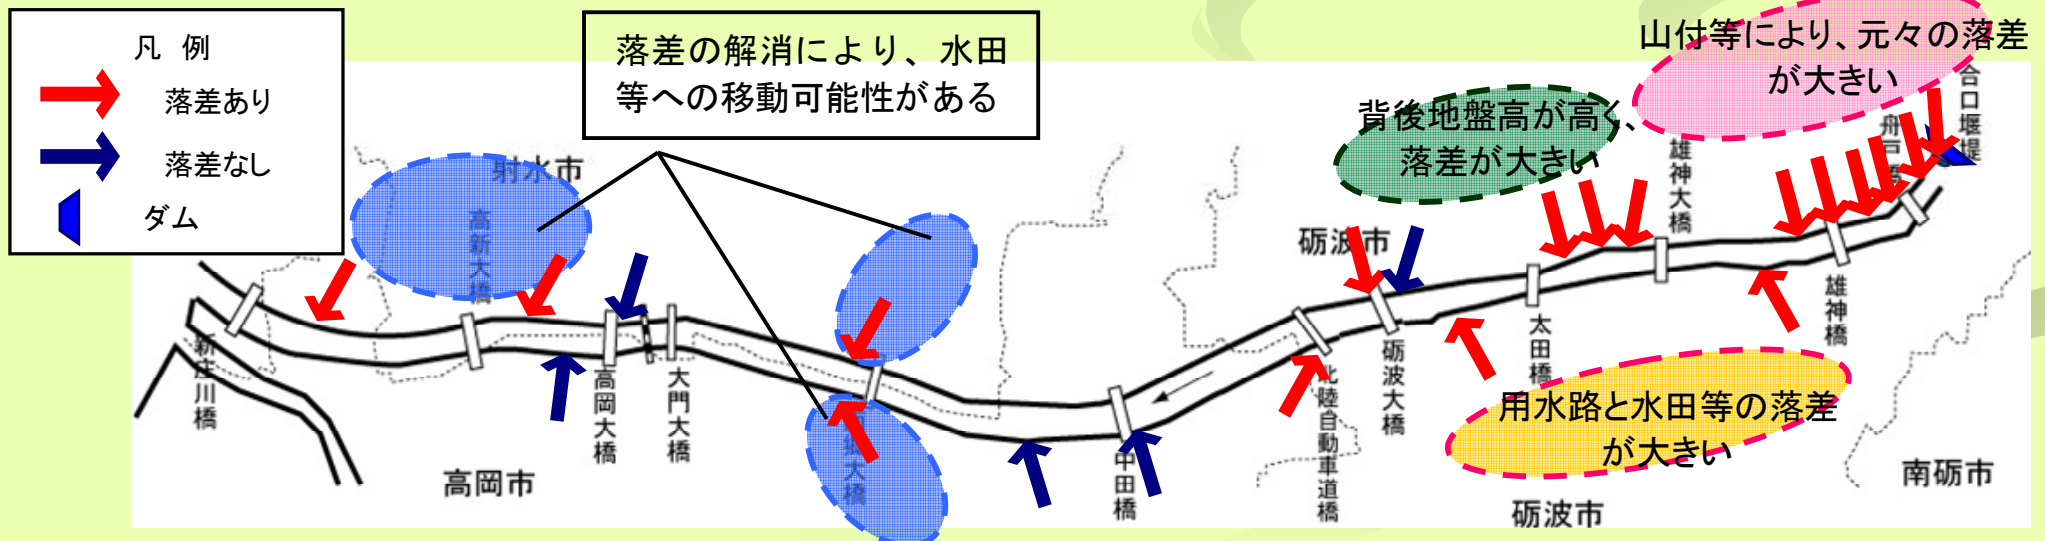 凡 例
落差あり
落差なし
ダム
落差の解消により、水田
等への移動可能性がある
背後地盤高が高く、
落差が大きい
山付等により、元々の落差
が大きい
用水路と水田等の落差
が大きい
射水市
高新大橋
新庄川橋
高岡大橋
大門大橋
高岡市
大橋
中田橋
北陸自動車道橋
砺波市
砺波大橋
太田橋
雄神大橋
雄神橋
舟戸橋
合口堰堤
砺波市
南砺市